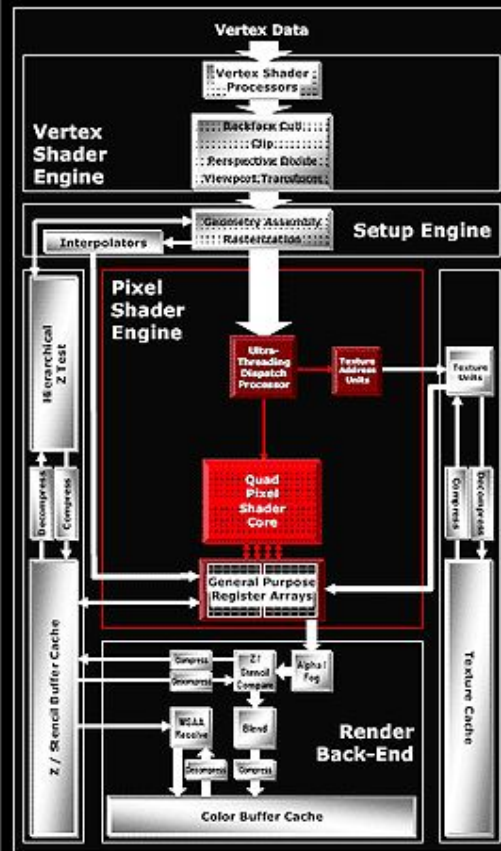 Vertex Data
Vertex Shader
Processors
Vertex
Shader
Engine
Backface Cull
Clip
Perspective Divide
Viewport Transform
Geometry Assembly
Rasterization
Setup Engine
Interpolators
Pixel
Shader
Engine
Hierarchical
Z Test
Ultra-
Threading
Dispatch
Processor
Texture
Address
Units
Texture
Units
Decompress
Compress
Compress
Decompress
Quad
Pixel
Shader
Core
General Purpose
Register Arrays
Z / Stencil Buffer Cache
Texture Cache
Compress
Decompress
Z /
Stencil
Compare
Alpha /
Fog
Render
Back-End
MSAA
Resolve
Blend
Decompress
Compress
Color Buffer Cache